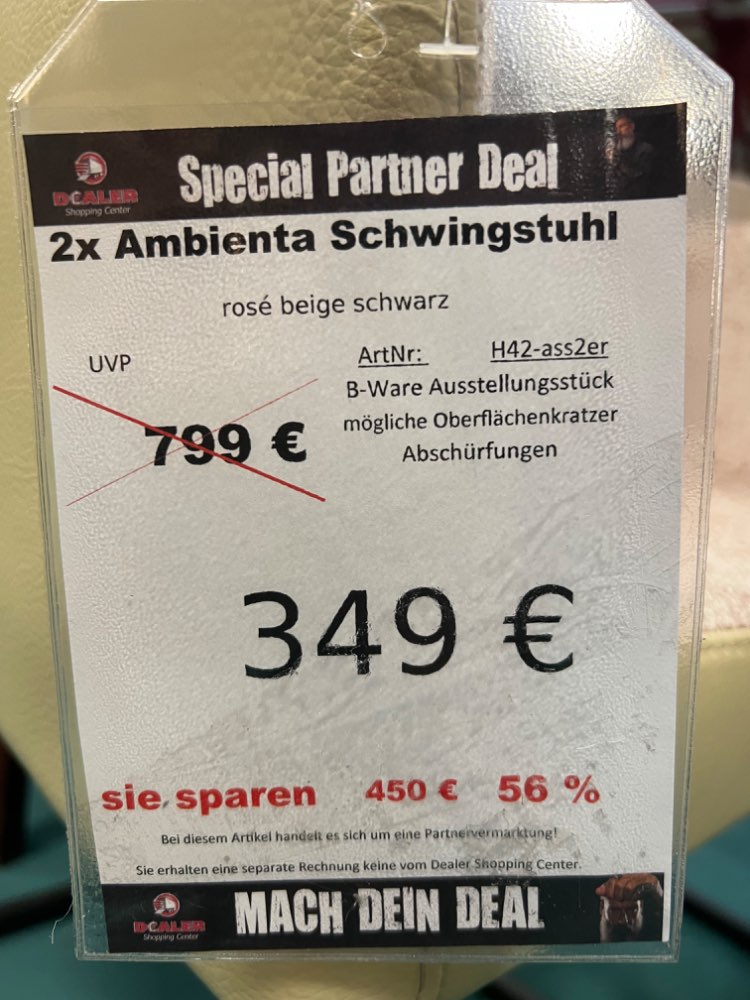 DEALER
Shopping Center
Special Partner Deal
2x Ambienta Schwingstuhl
rosé beige schwarz
UVP
799 €
ArtNr: H42-ass2er
B-Ware Ausstellungsstück
mögliche Oberflächenkratzer
Abschürfungen
349 €
sie sparen 450 € 56 %
Bei diesem Artikel handelt es sich um eine Partnervermarktung!
Sie erhalten eine separate Rechnung keine vom Dealer Shopping Center.
DEALER
Shopping Center
MACH DEIN DEAL